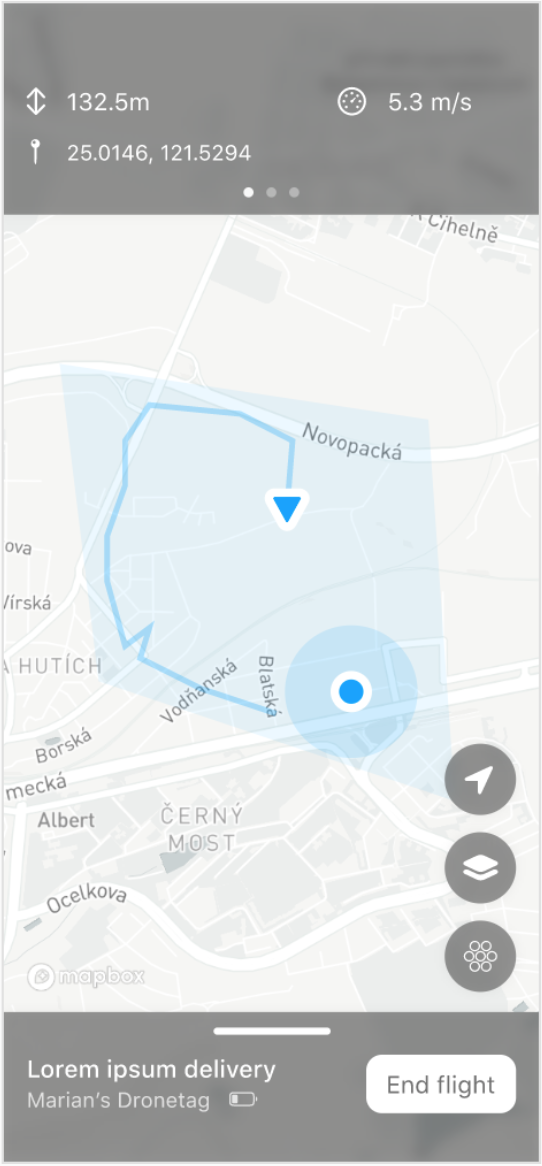 132.5m
5.3 m/s
25.0146, 121.5294
Cihelně
Novopacká
ova
Vírská
A HUTÍCH
Blatská
Vodňanská
Borská
mecká
Albert
ČERNÝ
MOST
Ocelkova
mapbox
Lorem ipsum delivery
Marian's Dronetag
End flight